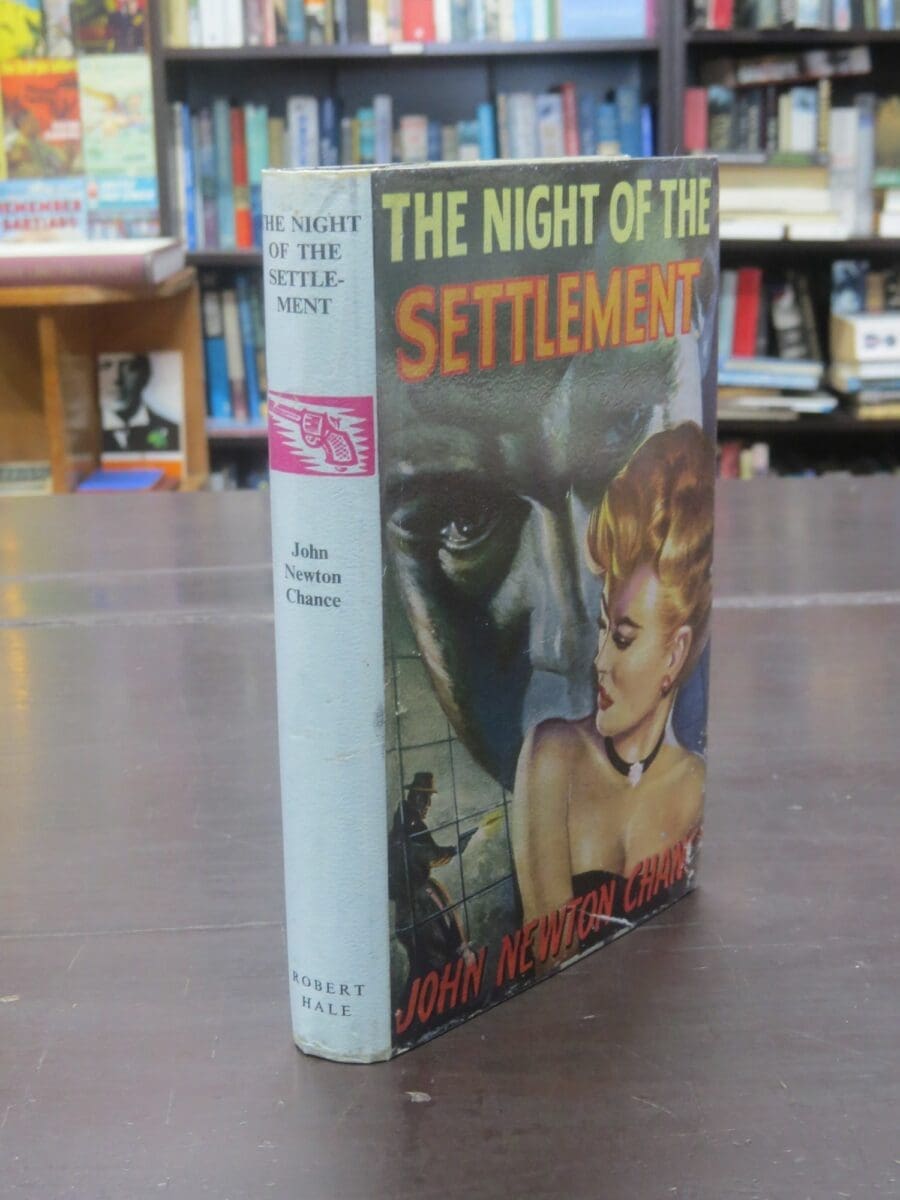 THE NIGHT
OF THE
SETTLE-
MENT
John
Newton
Chance
ROBERT
HALE
THE NIGHT OF THE
SETTLEMENT
JOHN NEWTON CHANCE
REMEMBER